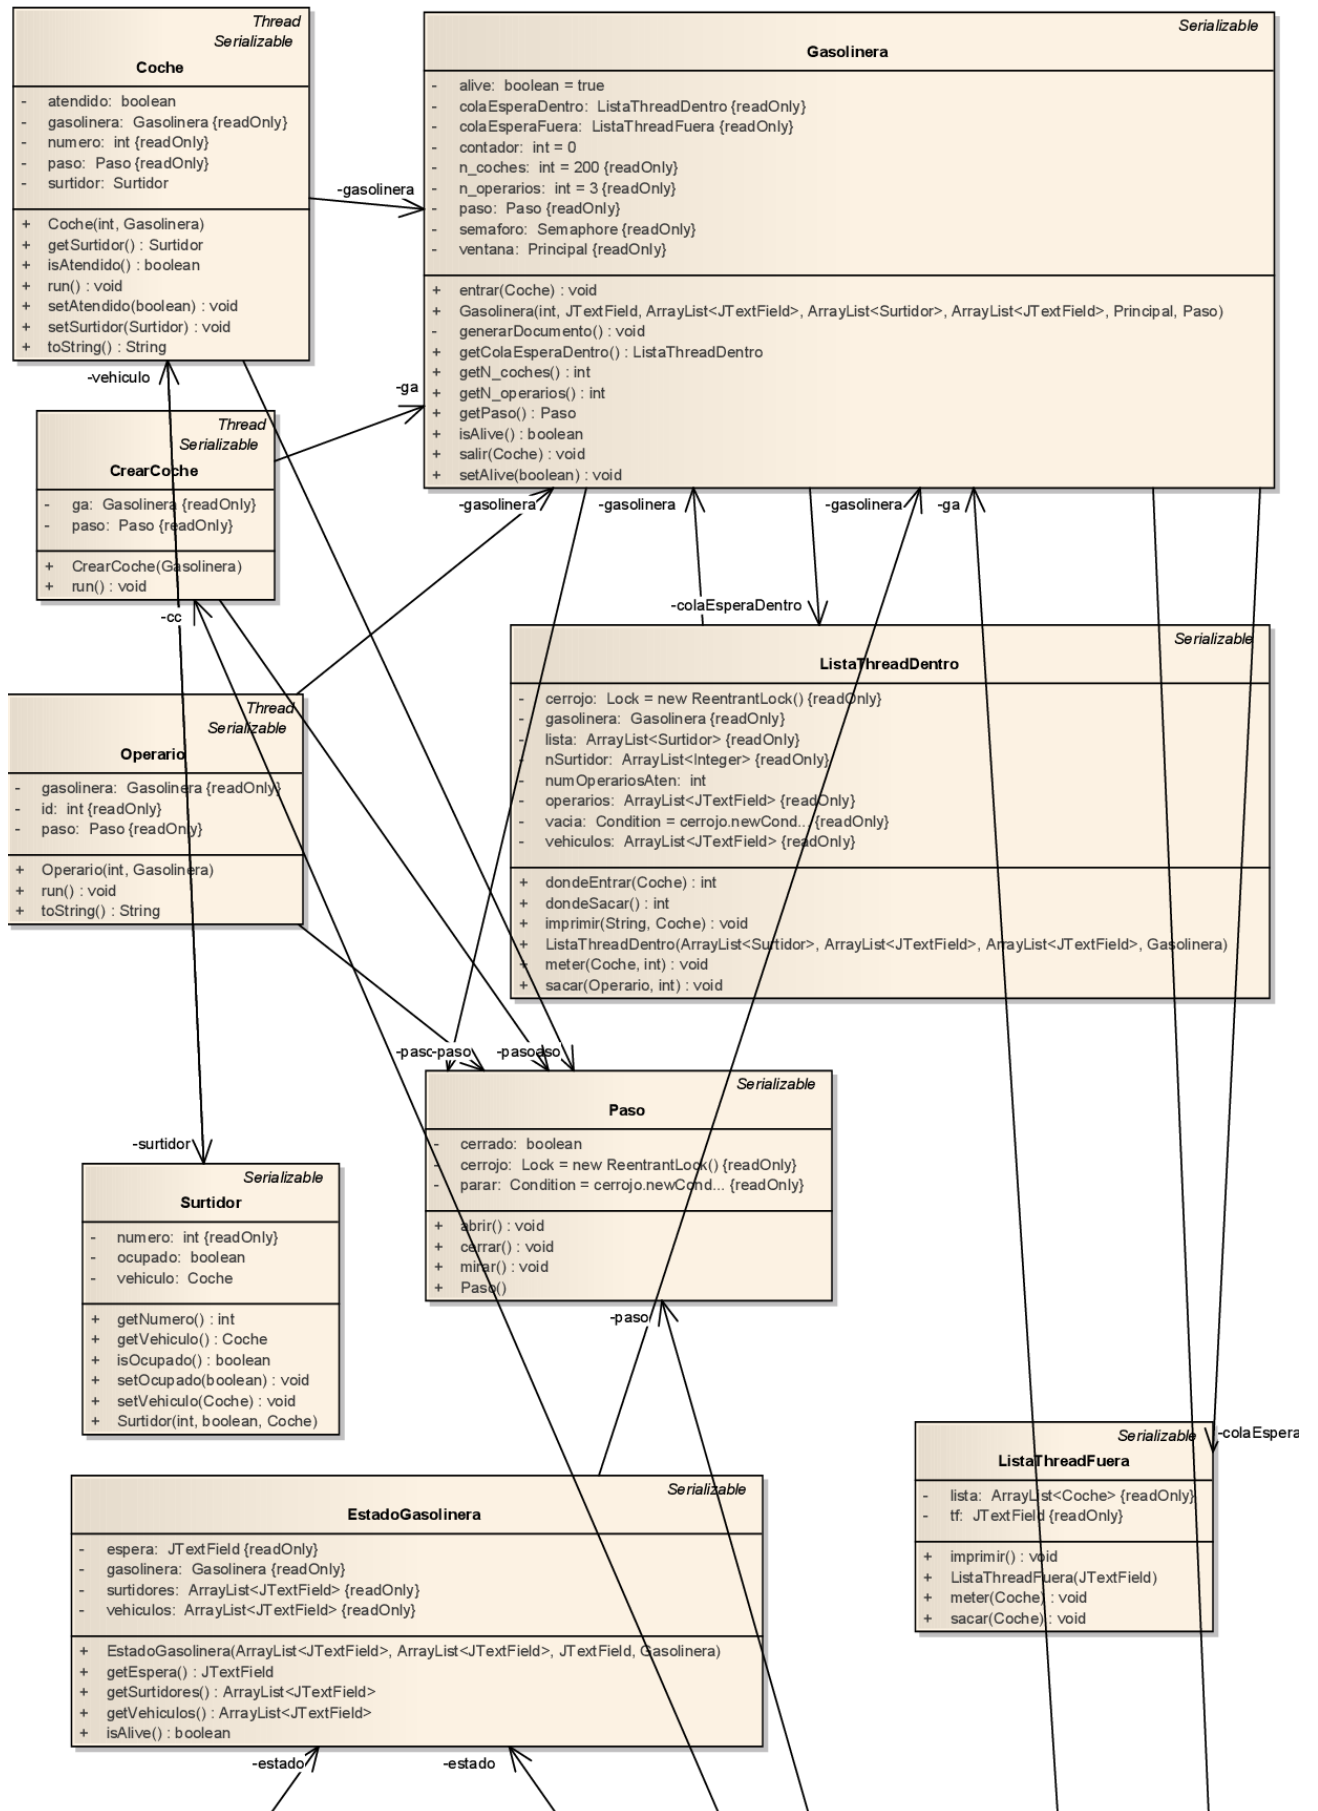 Thread
Serializable
Coche
- atendido: boolean
- gasolinera: Gasolinera {readOnly}
- numero: int {readOnly}
- paso: Paso {readOnly}
- surtidor: Surtidor
+ Coche(int, Gasolinera)
+ getSurtidor() : Surtidor
+ isAtendido() : boolean
+ run() : void
+ setAtendido(boolean) : void
+ setSurtidor(Surtidor) : void
+ toString() : String
Serializable
Gasolinera
- alive: boolean = true
- colaEsperaDentro: ListaThreadDentro {readOnly}
- colaEsperaFuera: ListaThreadFuera {readOnly}
- contador: int = 0
- n_coches: int = 200 {readOnly}
- n_operarios: int = 3 {readOnly}
- paso: Paso {readOnly}
- semaforo: Semaphore {readOnly}
- ventana: Principal {readOnly}
+ entrar(Coche) : void
+ Gasolinera(int, JTextField, ArrayList<JTextField>, ArrayList<Surtidor>, ArrayList<JTextField>, Principal, Paso)
- generarDocumento() : void
+ getColaEsperaDentro() : ListaThreadDentro
+ getN_coches() : int
+ getN_operarios() : int
+ getPaso() : Paso
+ isAlive() : boolean
+ salir(Coche) : void
+ setAlive(boolean) : void
-gasolinera
-vehiculo
-ga
Thread
Serializable
CrearCoche
- ga: Gasolinera {readOnly}
- paso: Paso {readOnly}
+ CrearCoche(Gasolinera)
+ run() : void
-gasolinera
-gasolinera
-gasolinera
-ga
-cc
-colaEsperaDentro
Thread
Serializable
Operario
- gasolinera: Gasolinera {readOnly}
- id: int {readOnly}
- paso: Paso {readOnly}
+ Operario(int, Gasolinera)
+ run() : void
+ toString() : String
Serializable
ListaThreadDentro
- cerrojo: Lock = new ReentrantLock() {readOnly}
- gasolinera: Gasolinera {readOnly}
- lista: ArrayList<Surtidor> {readOnly}
- nSurtidor: ArrayList<Integer> {readOnly}
- numOperariosAten: int
- operarios: ArrayList<JTextField> {readOnly}
- vacia: Condition = cerrojo.newCond... {readOnly}
- vehiculos: ArrayList<JTextField> {readOnly}
+ dondeEntrar(Coche) : int
+ dondeSacar() : int
+ imprimir(String, Coche) : void
+ ListaThreadDentro(ArrayList<Surtidor>, ArrayList<JTextField>, ArrayList<JTextField>, Gasolinera)
+ meter(Coche, int) : void
+ sacar(Operario, int) : void
-paso
-paso
-paso
Serializable
Paso
- cerrado: boolean
- cerrojo: Lock = new ReentrantLock() {readOnly}
- parar: Condition = cerrojo.newCond... {readOnly}
+ abrir() : void
+ cerrar() : void
+ mirar() : void
+ Paso()
-surtidor
Serializable
Surtidor
- numero: int {readOnly}
- ocupado: boolean
- vehiculo: Coche
+ getNumero() : int
+ getVehiculo() : Coche
+ isOcupado() : boolean
+ setOcupado(boolean) : void
+ setVehiculo(Coche) : void
+ Surtidor(int, boolean, Coche)
-paso
-colaEspera
Serializable
ListaThreadFuera
- lista: ArrayList<Coche> {readOnly}
- tf: JTextField {readOnly}
+ imprimir() : void
+ ListaThreadFuera(JTextField)
+ meter(Coche) : void
+ sacar(Coche) : void
Serializable
EstadoGasolinera
- espera: JTextField {readOnly}
- gasolinera: Gasolinera {readOnly}
- surtidores: ArrayList<JTextField> {readOnly}
- vehiculos: ArrayList<JTextField> {readOnly}
+ EstadoGasolinera(ArrayList<JTextField>, ArrayList<JTextField>, JTextField, Gasolinera)
+ getEspera() : JTextField
+ getSurtidores() : ArrayList<JTextField>
+ getVehiculos() : ArrayList<JTextField>
+ isAlive() : boolean
-estado
-estado